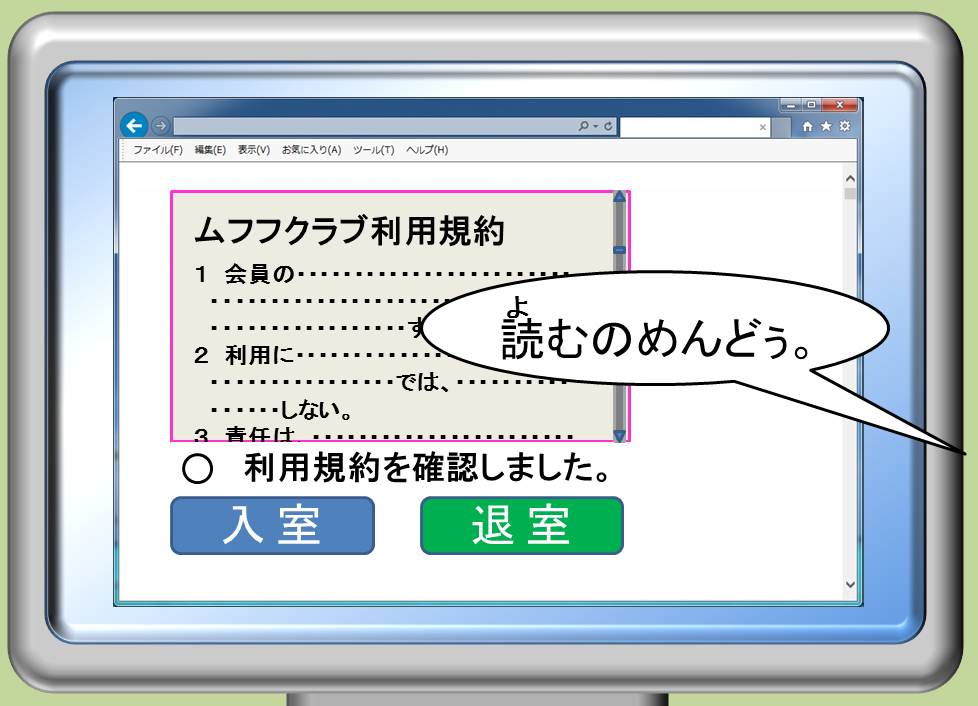 ファイル(F) 編集(E) 表示(V) お気に入り(A) ツール(T) ヘルプ(H)
ムフフクラブ利用規約
1 会員の・・・・・・・・・・・・・・・・・・・・・・・・
・・・・・・・・・・・・・・・・・・・・
・・・・・・・・・・・・・・・・・す
2 利用に・・・・・・・・・・・・・
・・・・・・・・・・・・・・・・では、・・・・・・・・・・
・・・・・・しない。
3 責任は、・・・・・・・・・・・・・・・・・・・・・・・
よ
読むのめんどぅ。
○ 利用規約を確認しました。
入室 退室